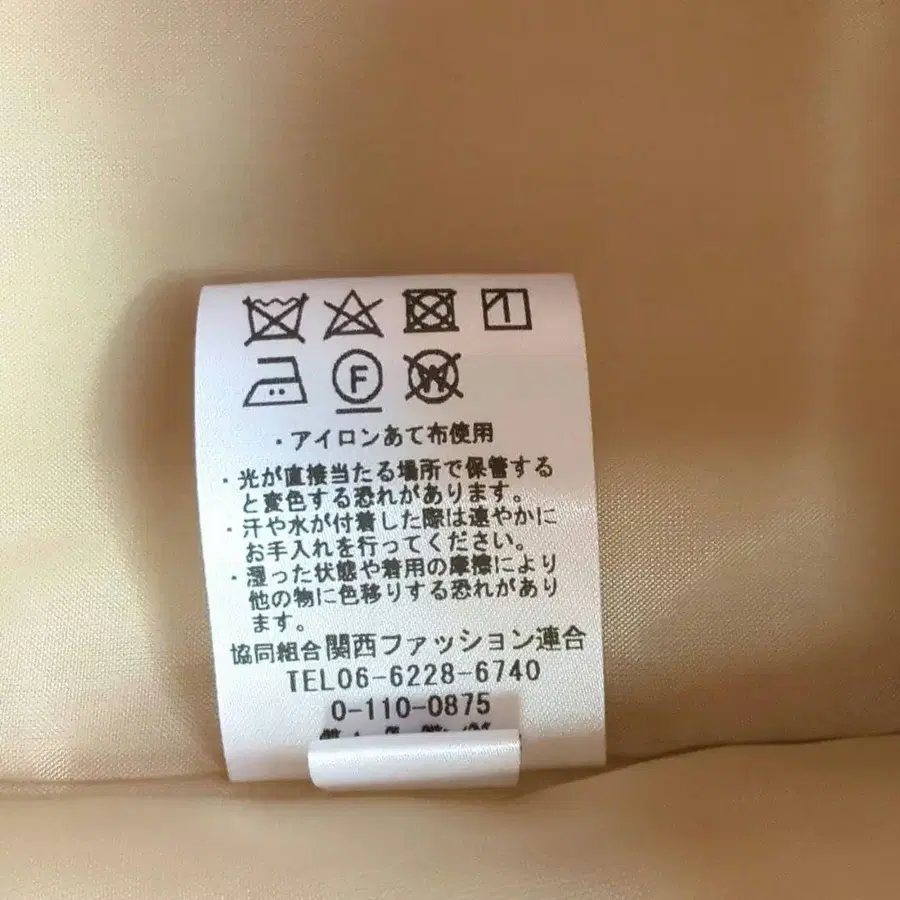 F W
・アイロンあて布使用
・光が直接当たる場所で保管する
と変色する恐れがあります。
・汗や水が付着した際は速やかに
お手入れを行ってください。
・湿った状態や着用の摩擦により
他の物に色移りする恐れがあり
ます。
協同組合関西ファッション連合
TEL06-6228-6740
0-110-0875